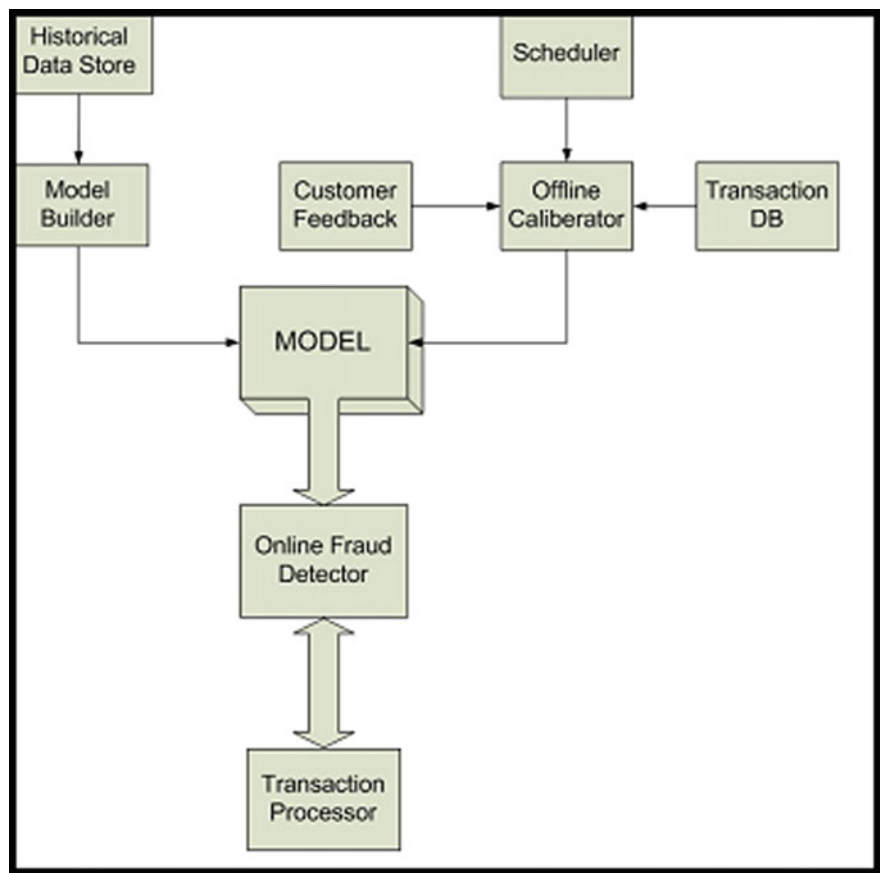 Historical
Data Store
Scheduler
Model
Builder
Customer
Feedback
Offline
Caliberator
Transaction
DB
MODEL
Online Fraud
Detector
Transaction
Processor